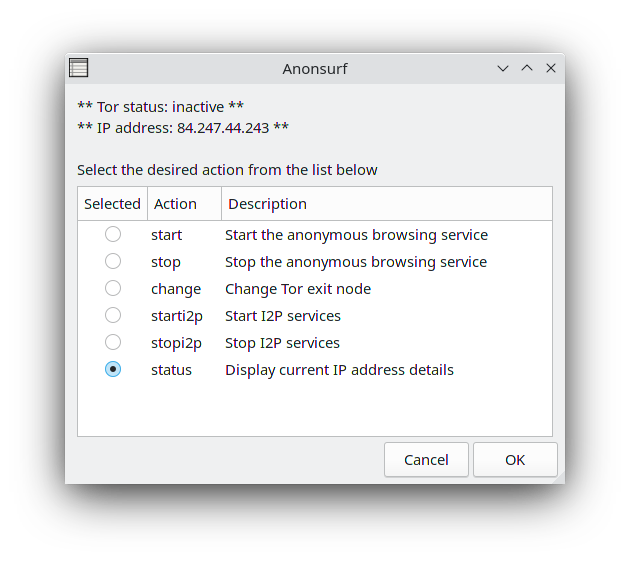 Anonsurf
** Tor status: inactive **
** IP address: 84.247.44.243 **
Select the desired action from the list below
Selected Action Description
start Start the anonymous browsing service
stop Stop the anonymous browsing service
change Change Tor exit node
starti2p Start I2P services
stopi2p Stop I2P services
status Display current IP address details
Cancel OK